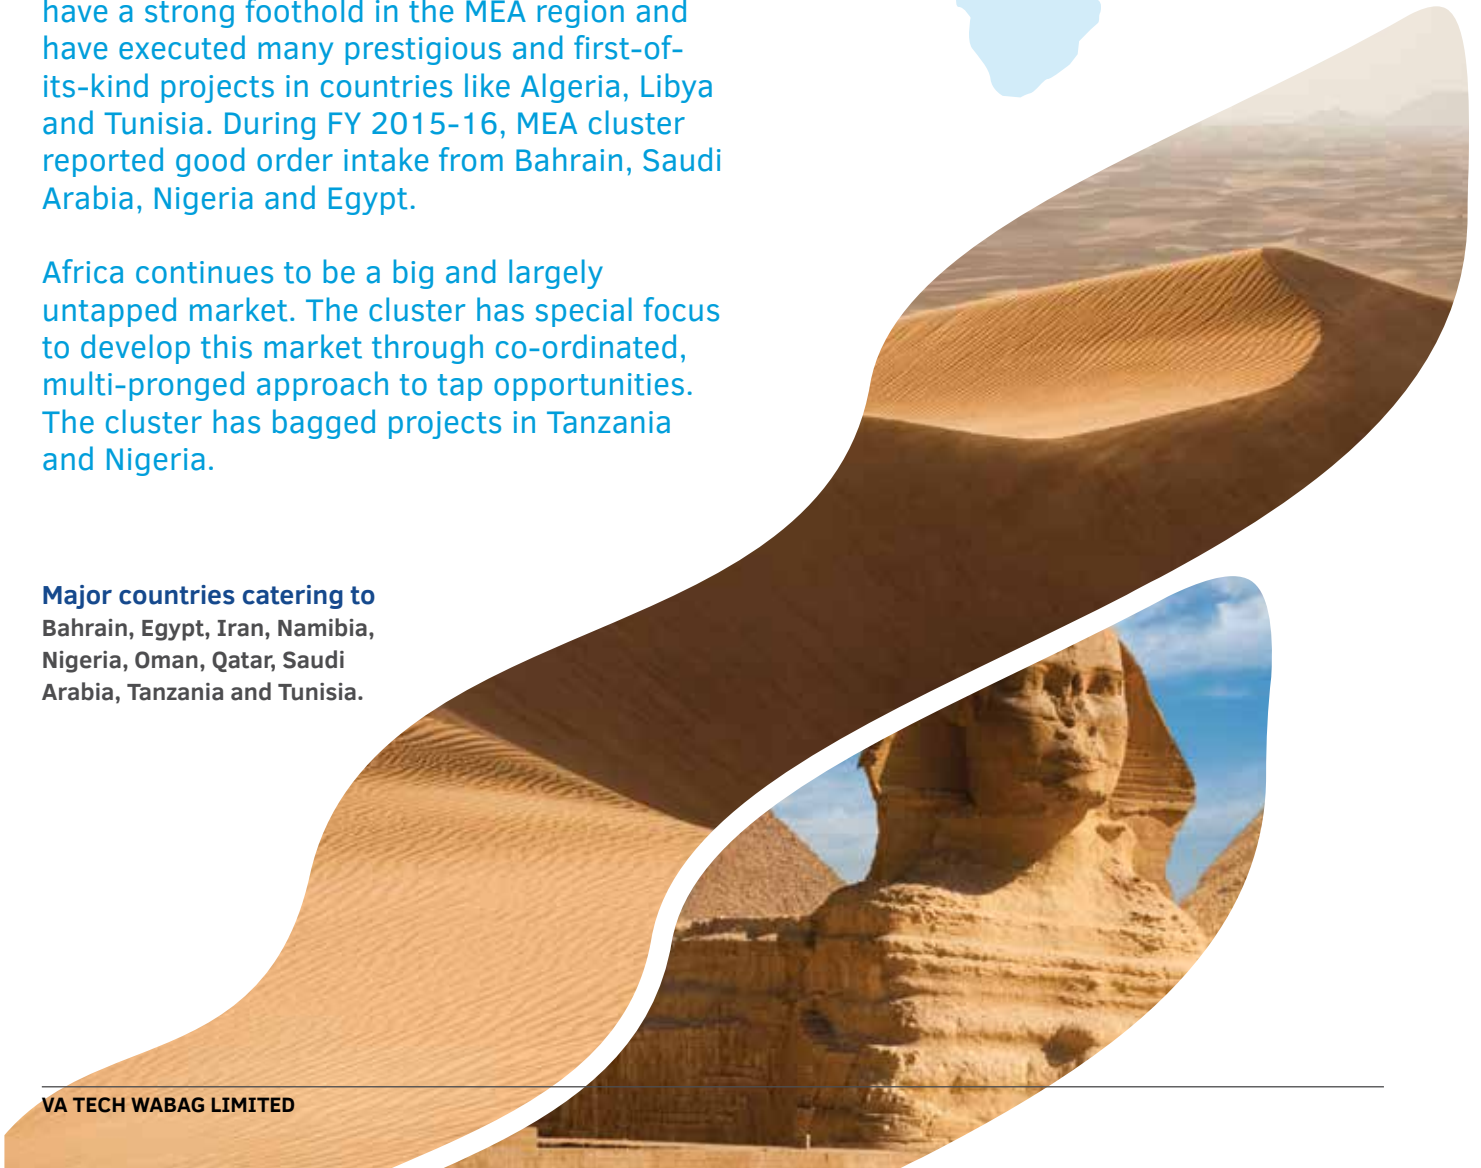 have a strong foothold in the MEA region and
have executed many prestigious and first-of-
its-kind projects in countries like Algeria, Libya
and Tunisia. During FY 2015-16, MEA cluster
reported good order intake from Bahrain, Saudi
Arabia, Nigeria and Egypt.
Africa continues to be a big and largely
untapped market. The cluster has special focus
to develop this market through co-ordinated,
multi-pronged approach to tap opportunities.
The cluster has bagged projects in Tanzania
and Nigeria.
Major countries catering to
Bahrain, Egypt, Iran, Namibia,
Nigeria, Oman, Qatar, Saudi
Arabia, Tanzania and Tunisia.
VA TECH WABAG LIMITED